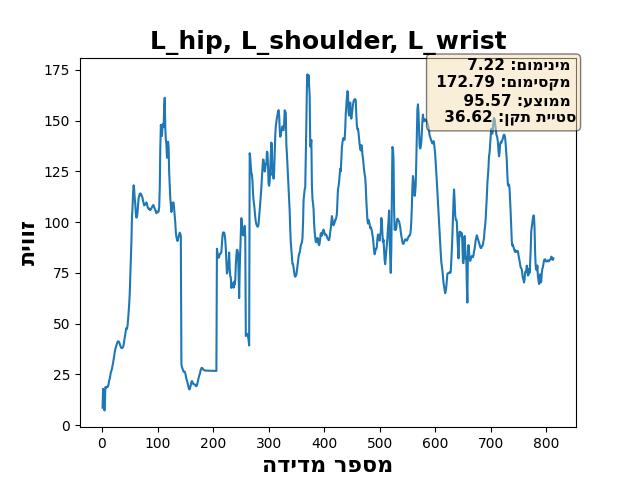 L_hip, L_shoulder, L_wrist
מינימום: 7.22
מקסימום: 172.79
ממוצע: 95.57
סטיית תקן: 36.62
175
150
125
100
75
50
25
0
זווית
0 100 200 300 400 500 600 700 800
מספר מדידה